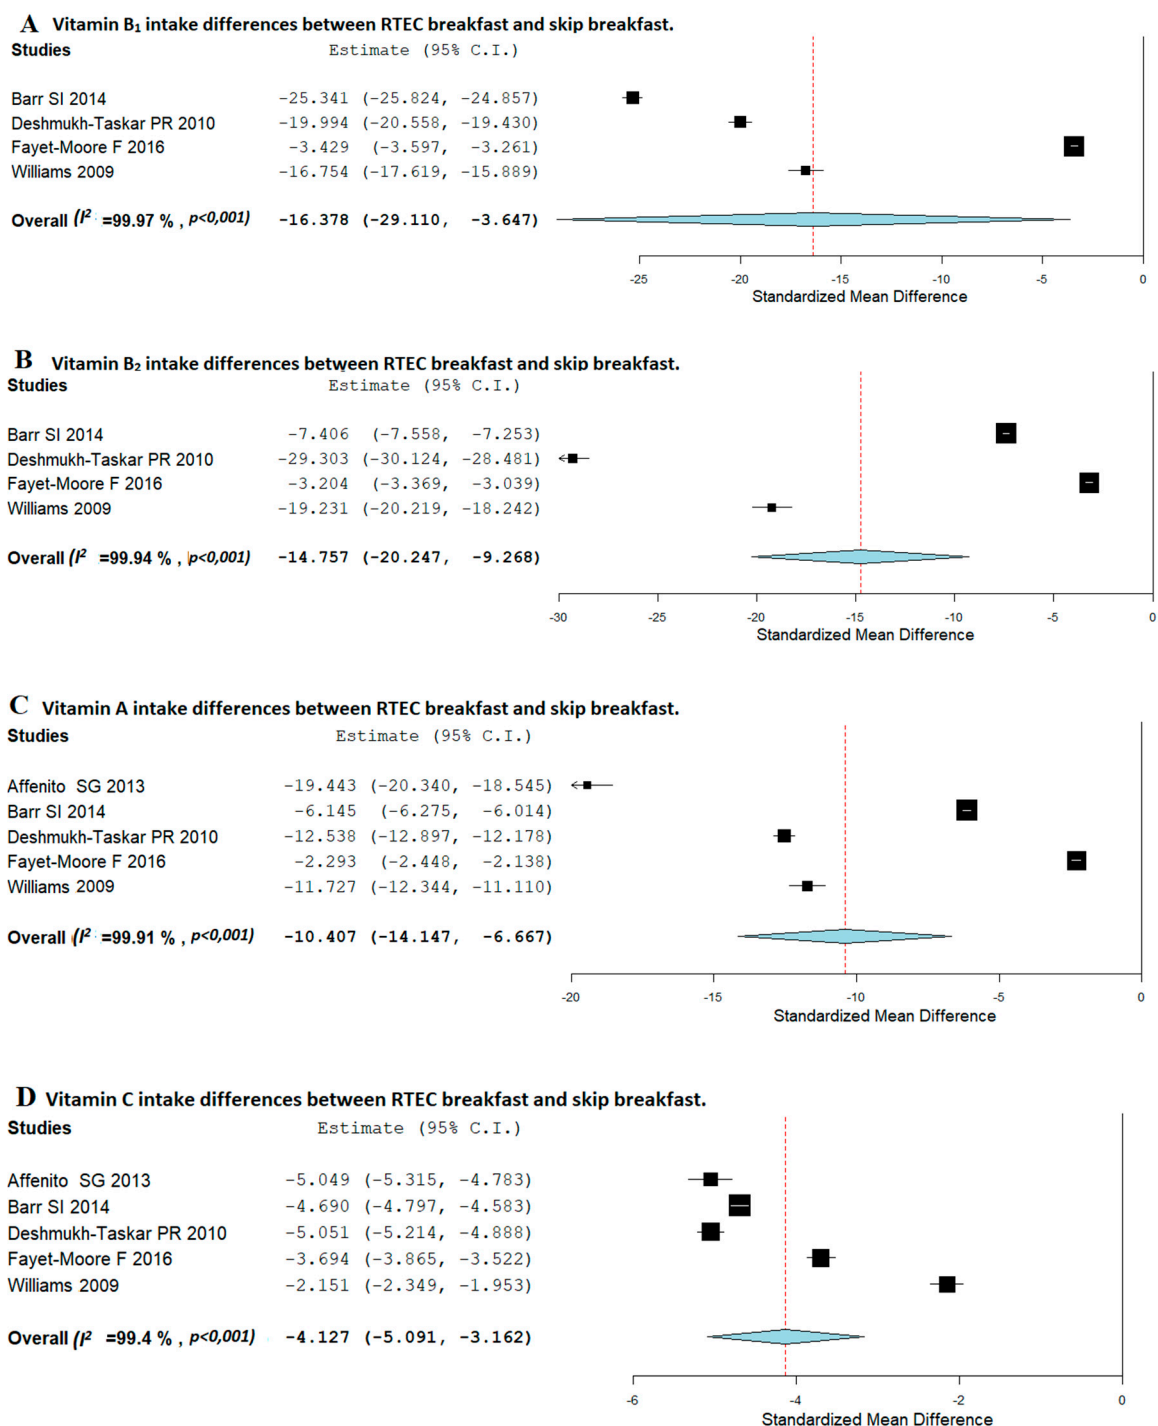 A Vitamin B₁ intake differences between RTEC breakfast and skip breakfast.
Studies Estimate (95% C.I.)
Barr SI 2014 -25.341 (-25.824, -24.857)
Deshmukh-Taskar PR 2010 -19.994 (-20.558, -19.430)
Fayet-Moore F 2016 -3.429 (-3.597, -3.261)
Williams 2009 -16.754 (-17.619, -15.889)
Overall (I² =99.97 % , p<0,001) -16.378 (-29.110, -3.647)
-25 -20 -15 -10 -5 0
Standardized Mean Difference
B Vitamin B₂ intake differences between RTEC breakfast and skip breakfast.
Studies Estimate (95% C.I.)
Barr SI 2014 -7.406 (-7.558, -7.253)
Deshmukh-Taskar PR 2010 -29.303 (-30.124, -28.481)
Fayet-Moore F 2016 -3.204 (-3.369, -3.039)
Williams 2009 -19.231 (-20.219, -18.242)
Overall (I² =99.94 % , p<0,001) -14.757 (-20.247, -9.268)
-30 -25 -20 -15 -10 -5 0
Standardized Mean Difference
C Vitamin A intake differences between RTEC breakfast and skip breakfast.
Studies Estimate (95% C.I.)
Affenito SG 2013 -19.443 (-20.340, -18.545)
Barr SI 2014 -6.145 (-6.275, -6.014)
Deshmukh-Taskar PR 2010 -12.538 (-12.897, -12.178)
Fayet-Moore F 2016 -2.293 (-2.448, -2.138)
Williams 2009 -11.727 (-12.344, -11.110)
Overall (I² =99.91 % , p<0,001) -10.407 (-14.147, -6.667)
-20 -15 -10 -5 0
Standardized Mean Difference
D Vitamin C intake differences between RTEC breakfast and skip breakfast.
Studies Estimate (95% C.I.)
Affenito SG 2013 -5.049 (-5.315, -4.783)
Barr SI 2014 -4.690 (-4.797, -4.583)
Deshmukh-Taskar PR 2010 -5.051 (-5.214, -4.888)
Fayet-Moore F 2016 -3.694 (-3.865, -3.522)
Williams 2009 -2.151 (-2.349, -1.953)
Overall (I² =99.4 % , p<0,001) -4.127 (-5.091, -3.162)
-6 -4 -2 0
Standardized Mean Difference